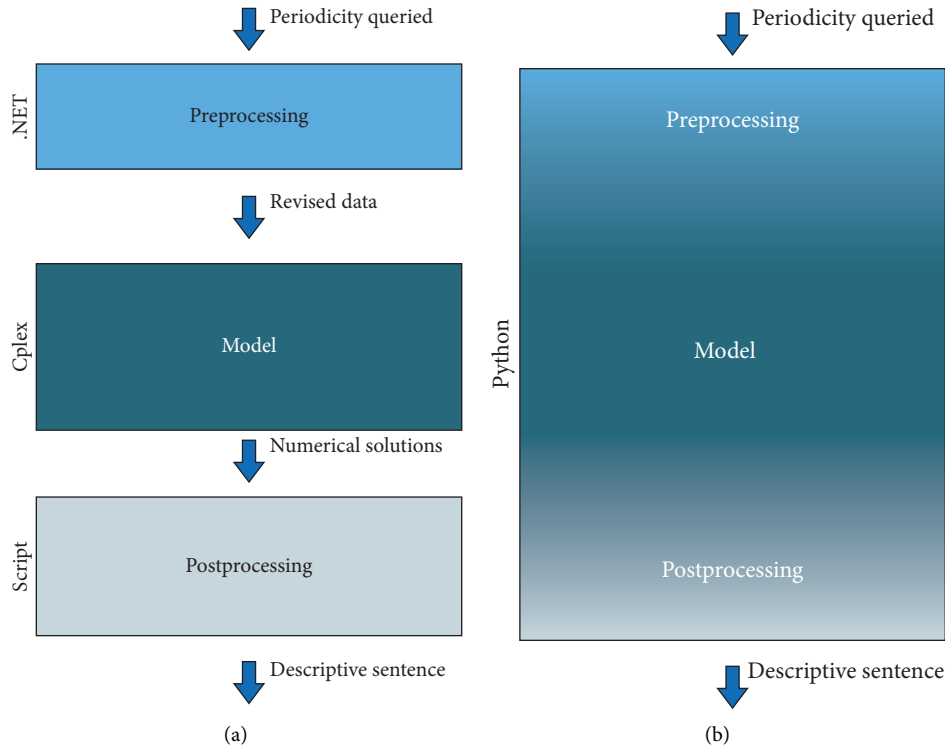 Periodicity queried
.NET
Preprocessing
Revised data
Cplex
Model
Numerical solutions
Script
Postprocessing
Descriptive sentence
(a)
Periodicity queried
Preprocessing
Python
Model
Postprocessing
Descriptive sentence
(b)